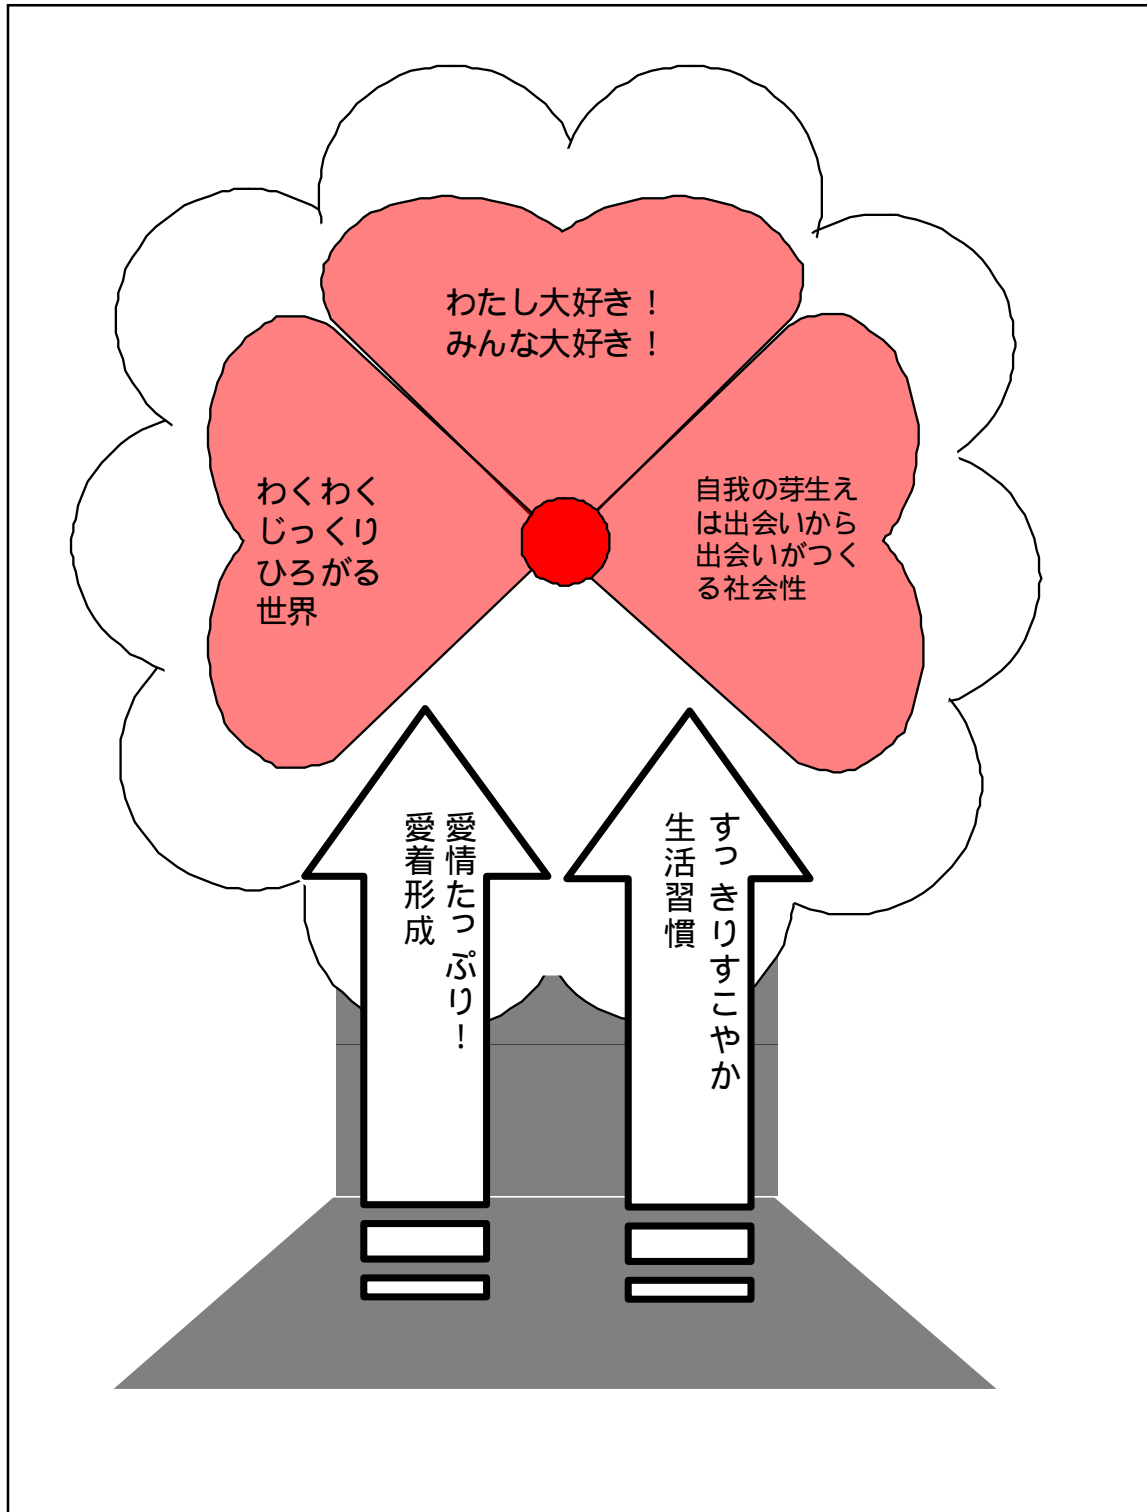 わたし大好き！
みんな大好き！
わくわく
じっくり
ひろがる
世界
自我の芽生え
は出会いから
出会いがつく
る社会性
愛情たっぷり！
愛着形成
すっきりすこやか
生活習慣